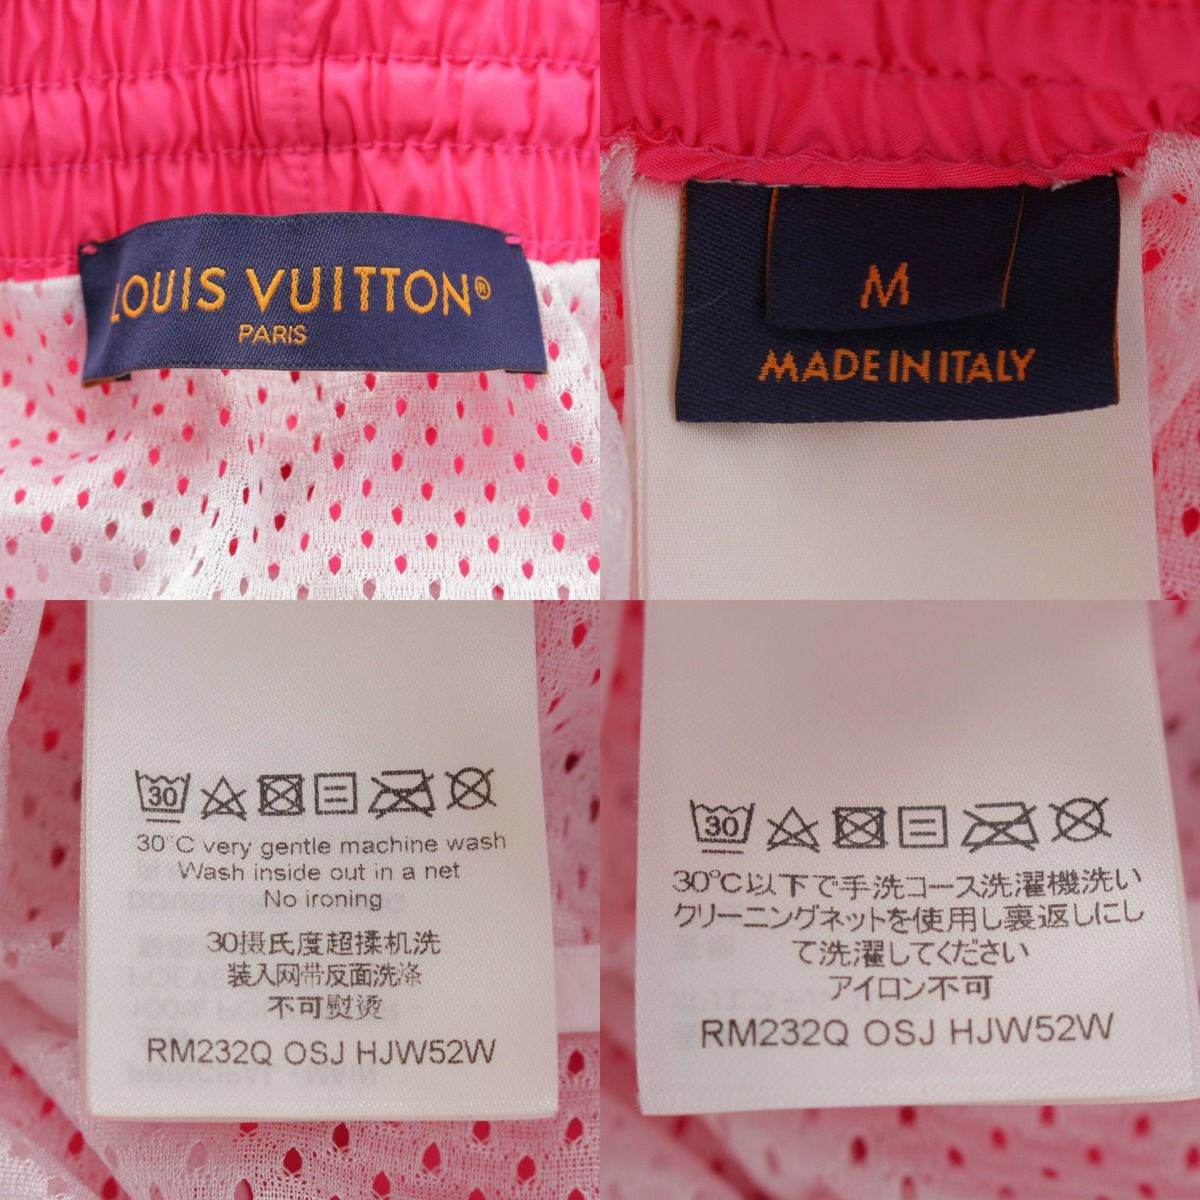 LOUIS VUITTON®
PARIS
M
MADE IN ITALY
30
30°C very gentle machine wash
Wash inside out in a net
No ironing
30摄氏度超揉机洗
装入网带反面洗涤
不可熨烫
RM232Q OSJ HJW52W
30
30°C以下で手洗コース洗濯機洗い
クリーニングネットを使用し裏返しにし
て洗濯してください
アイロン不可
RM232Q OSJ HJW52W